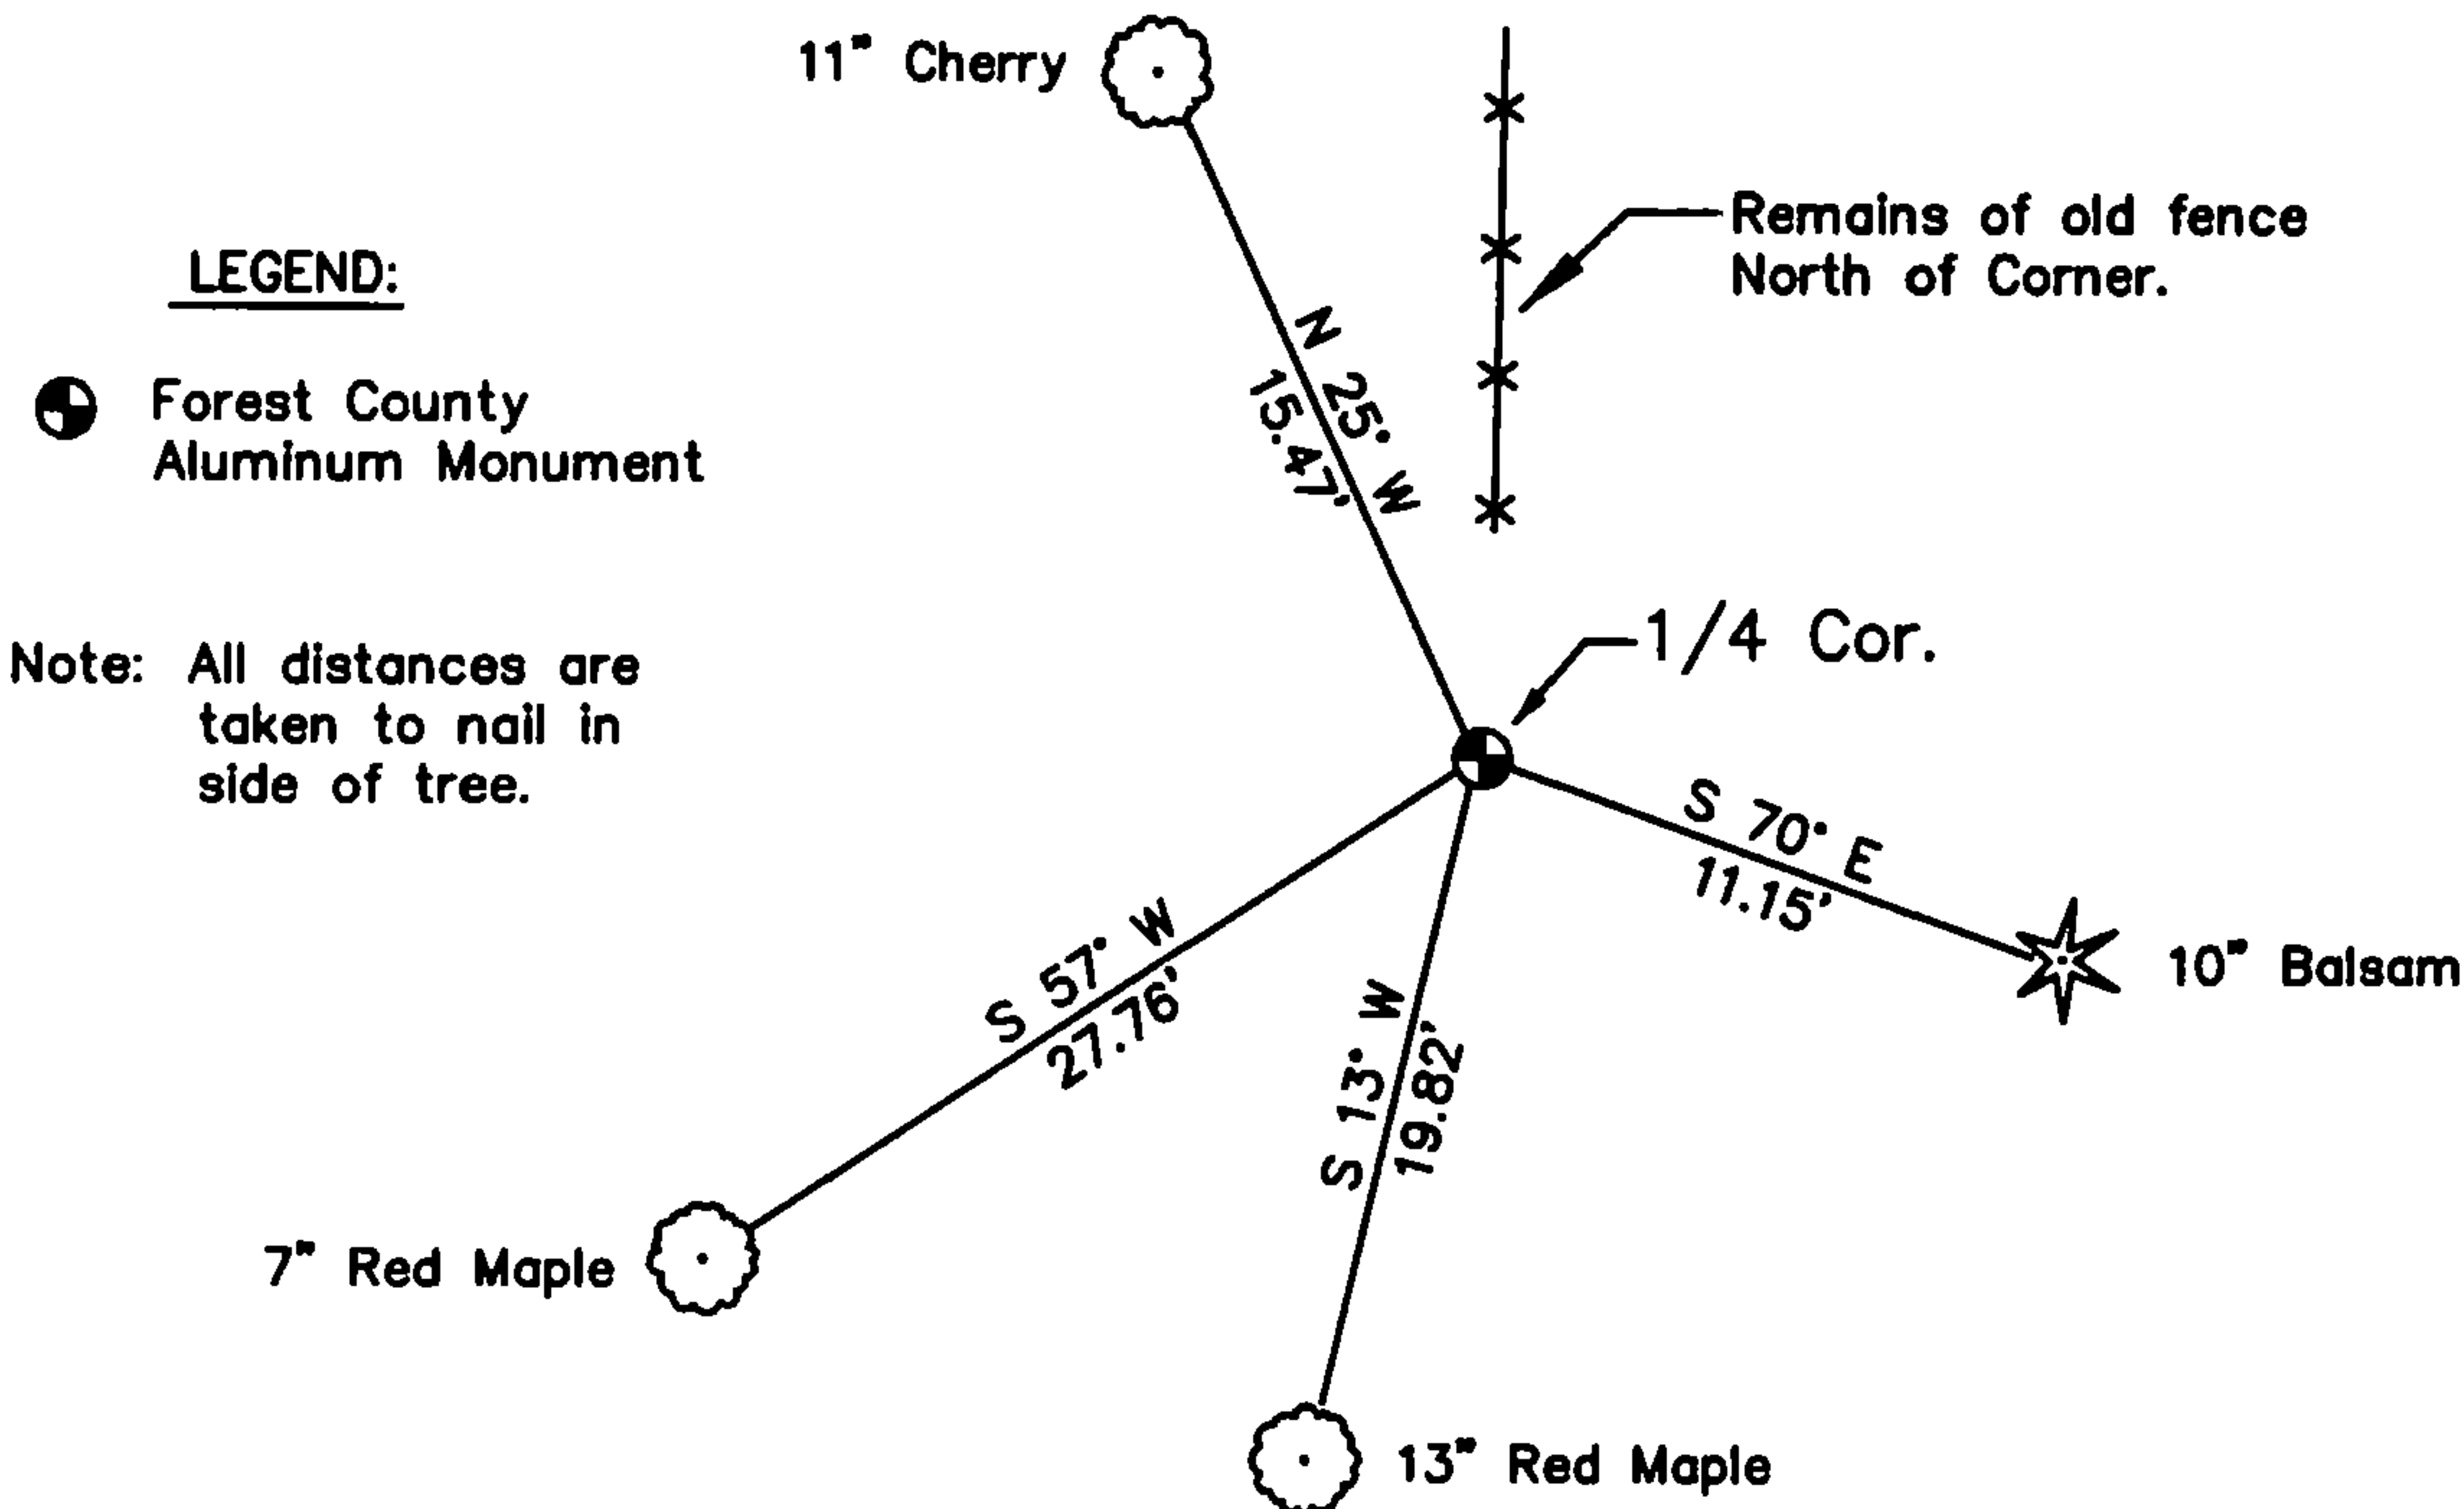 11" Cherry
Remains of old fence
North of Corner.
LEGEND:
Forest County
Aluminum Monument
N 25° W
15.47'
Note: All distances are
taken to nail in
side of tree.
1/4 Cor.
S 70° E
11.15'
10" Balsam
S 57° W
27.76'
S 13° W
19.82'
7" Red Maple
13" Red Maple